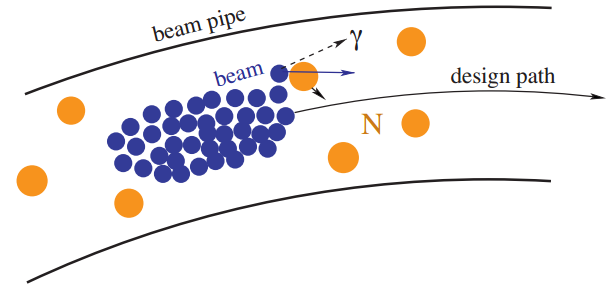 beam pipe
γ
beam
design path
N